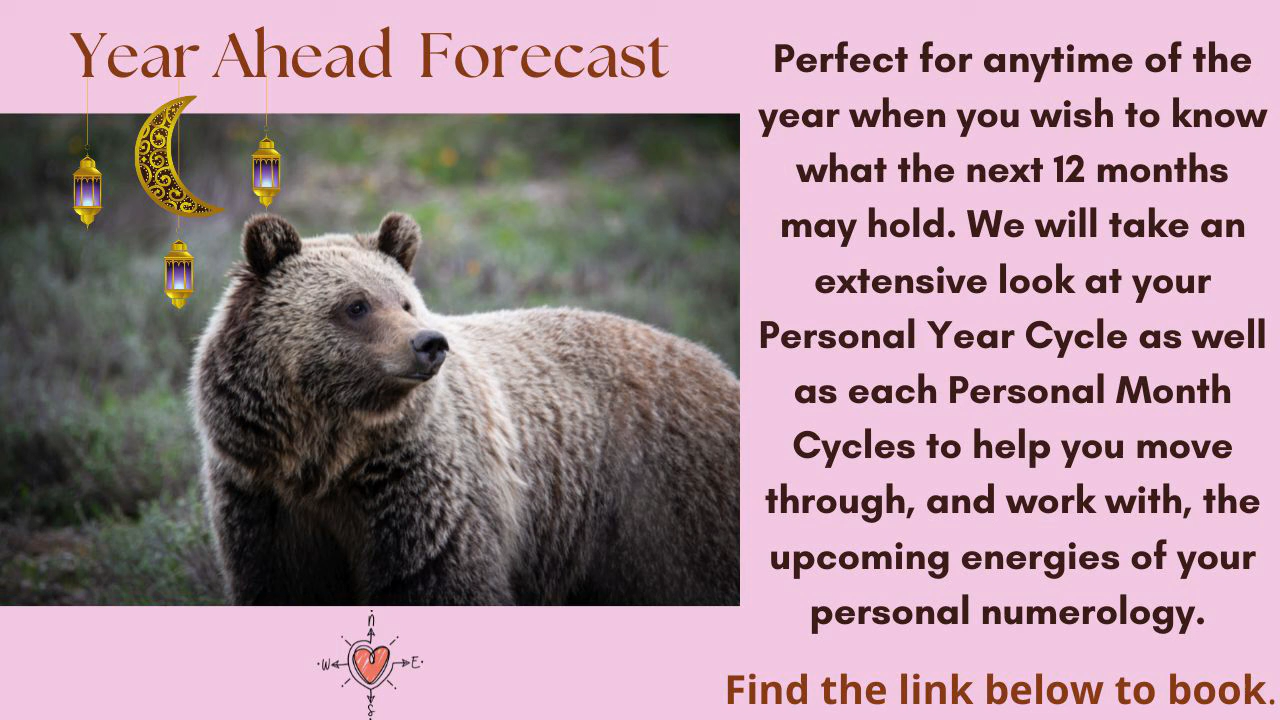 Year Ahead Forecast
Perfect for anytime of the
year when you wish to know
what the next 12 months
may hold. We will take an
extensive look at your
Personal Year Cycle as well
as each Personal Month
Cycles to help you move
through, and work with, the
upcoming energies of your
personal numerology.
n
W E
S
Find the link below to book.